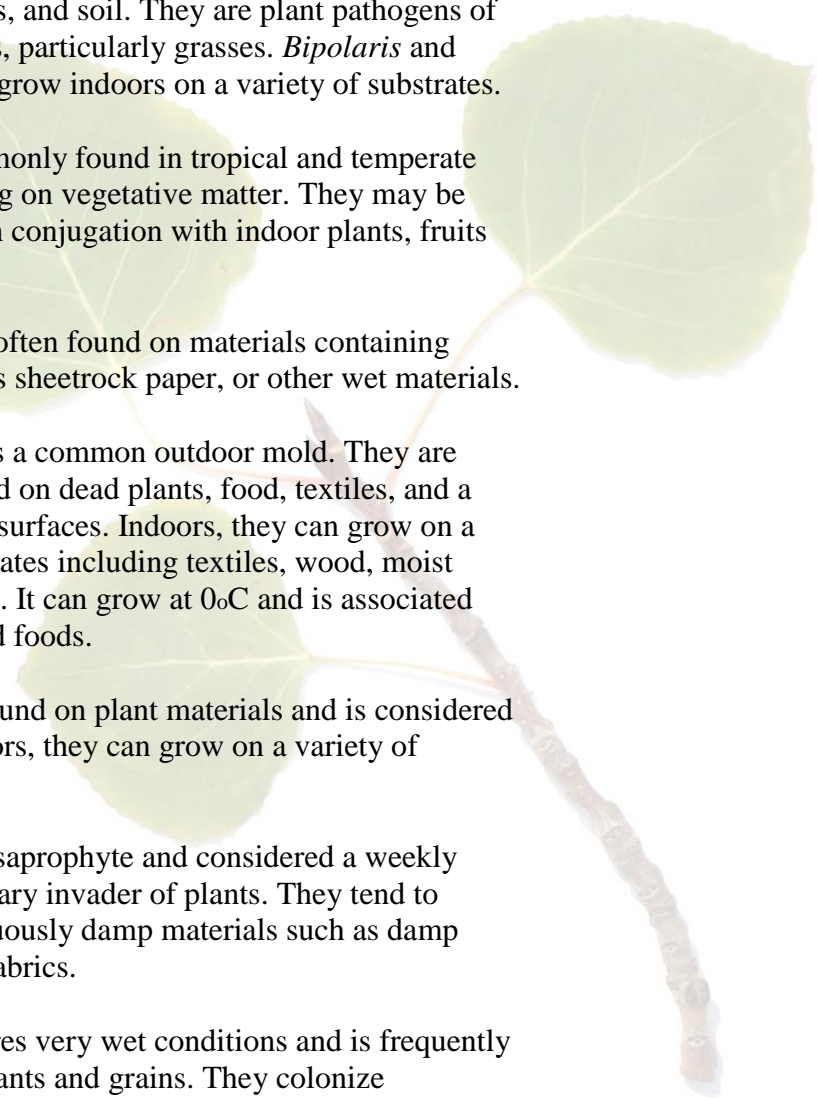 s, and soil. They are plant pathogens of
s, particularly grasses. Bipolaris and
grow indoors on a variety of substrates.
monly found in tropical and temperate
g on vegetative matter. They may be
n conjugation with indoor plants, fruits
often found on materials containing
s sheetrock paper, or other wet materials.
s a common outdoor mold. They are
d on dead plants, food, textiles, and a
surfaces. Indoors, they can grow on a
ates including textiles, wood, moist
. It can grow at 0oC and is associated
d foods.
und on plant materials and is considered
ors, they can grow on a variety of
saprophyte and considered a weekly
ary invader of plants. They tend to
uously damp materials such as damp
abrics.
res very wet conditions and is frequently
ants and grains. They colonize